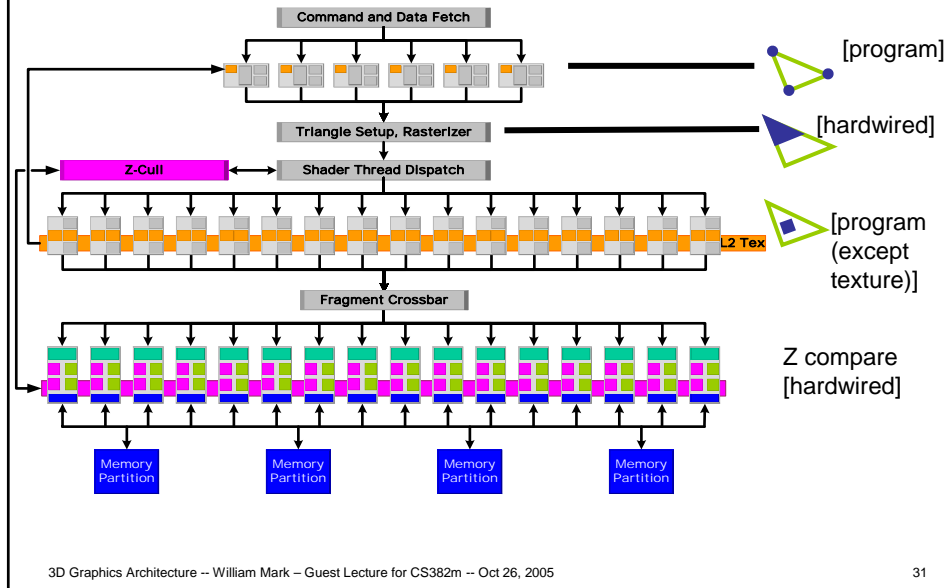 Command and Data Fetch
[program]
Triangle Setup, Rasterizer
[hardwired]
Z-Cull
Shader Thread Dispatch
L2 Tex
[program
(except
texture)]
Fragment Crossbar
Z compare
[hardwired]
Memory
Partition
Memory
Partition
Memory
Partition
Memory
Partition
3D Graphics Architecture -- William Mark – Guest Lecture for CS382m -- Oct 26, 2005
31